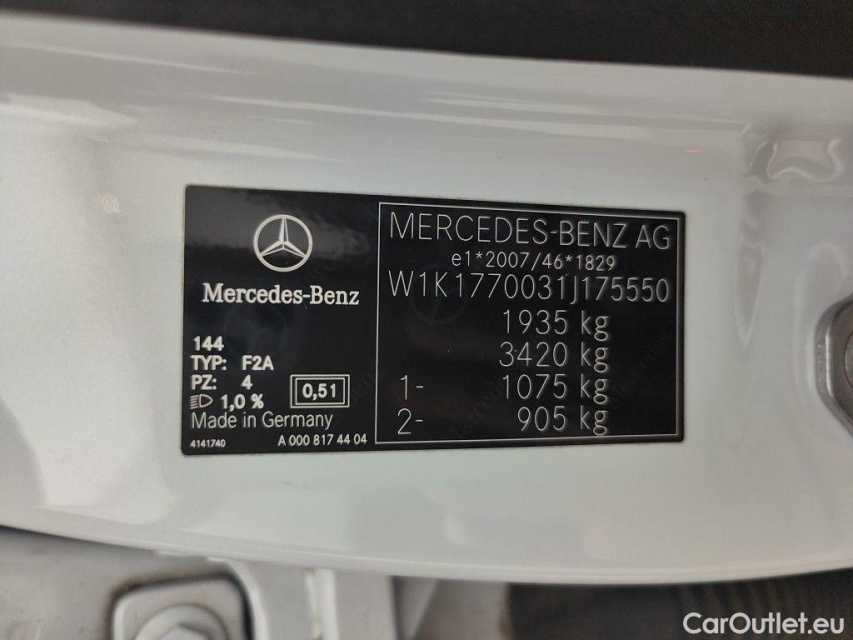 Mercedes-Benz
144
TYP: F2A
PZ: 4
1,0 %
0,51
Made in Germany
4141740 A 000 817 44 04
MERCEDES-BENZ AG
e1*2007/46*1829
W1K1770031J175550
1935 kg
3420 kg
1- 1075 kg
2- 905 kg
CarOutlet.eu